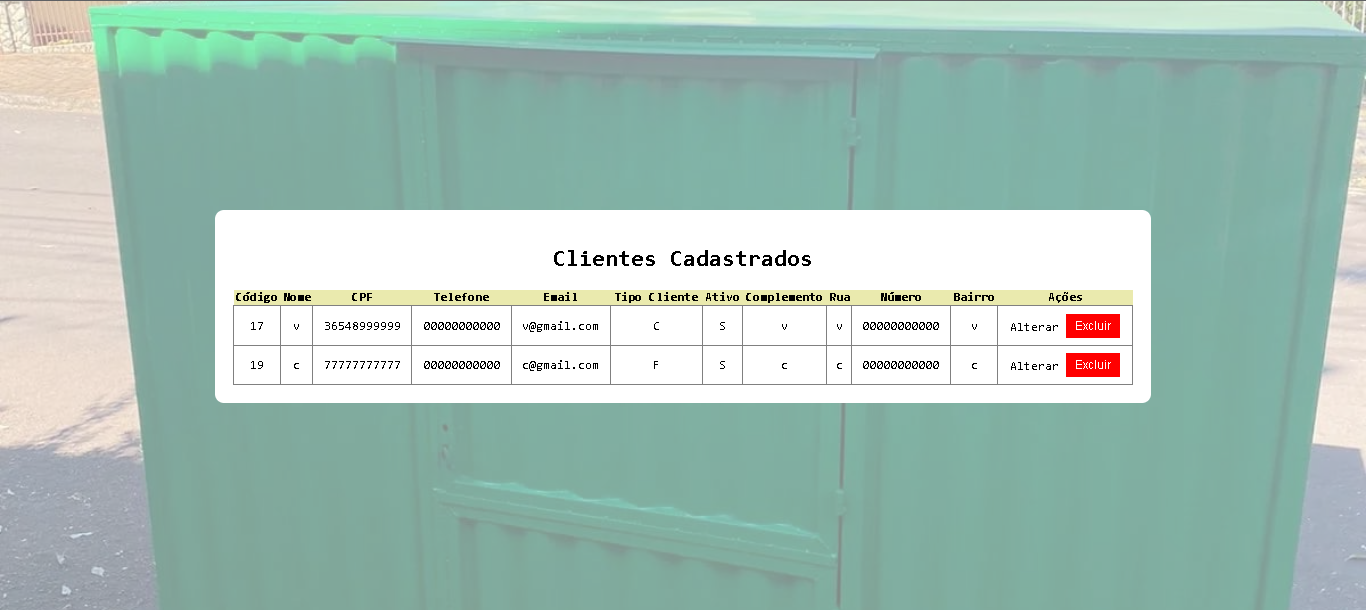 Clientes Cadastrados
Código Nome CPF Telefone Email Tipo Cliente Ativo Complemento Rua Número Bairro Ações
17 v 36548999999 00000000000 v@gmail.com C S v v 00000000000 v Alterar Excluir
19 c 77777777777 00000000000 c@gmail.com F S c c 00000000000 c Alterar Excluir